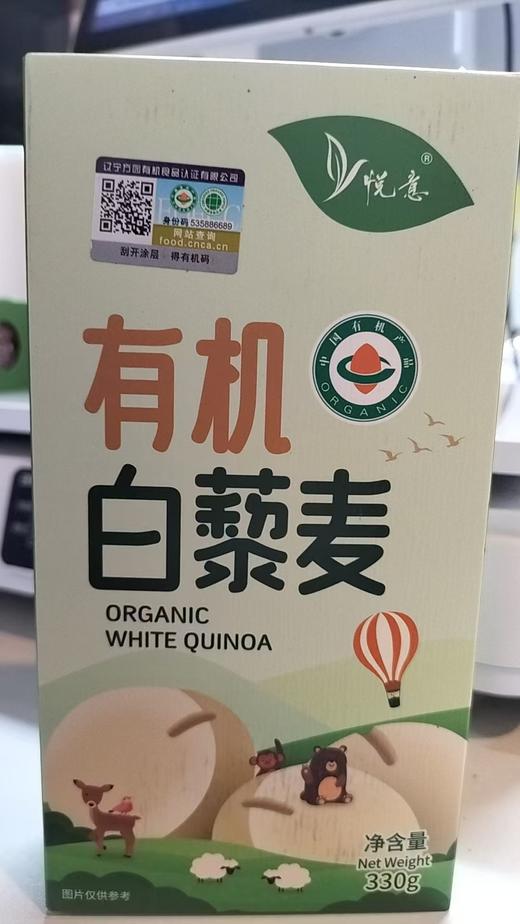 悦意®
辽宁方园有机食品认证有限公司
身份码 535886689
网站查询
food.cnca.cn
刮开涂层 得有机码
有机
中国有机产品
ORGANIC
白藜麦
ORGANIC
WHITE QUINOA
净含量
Net Weight
330g
图片仅供参考